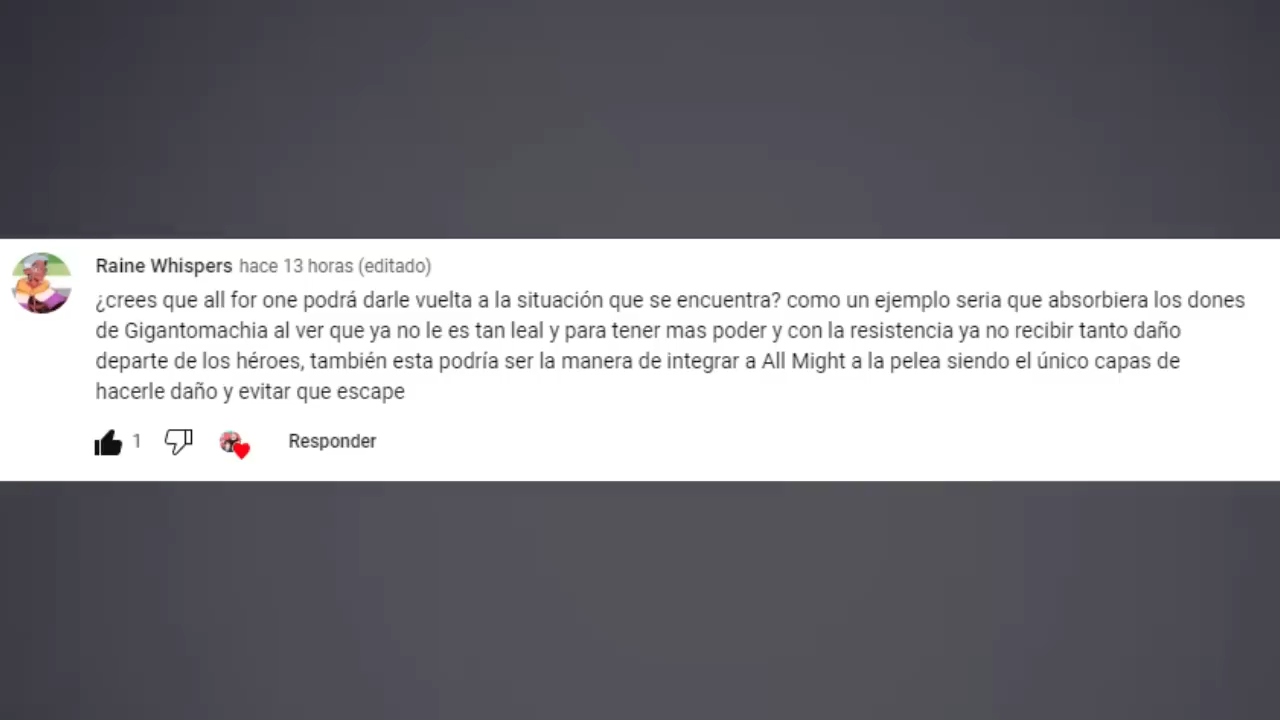 Raine Whispers hace 13 horas (editado)
¿crees que all for one podrá darle vuelta a la situación que se encuentra? como un ejemplo seria que absorbiera los dones
de Gigantomachia al ver que ya no le es tan leal y para tener mas poder y con la resistencia ya no recibir tanto daño
departe de los héroes, también esta podría ser la manera de integrar a All Might a la pelea siendo el único capas de
hacerle daño y evitar que escape
1 Responder